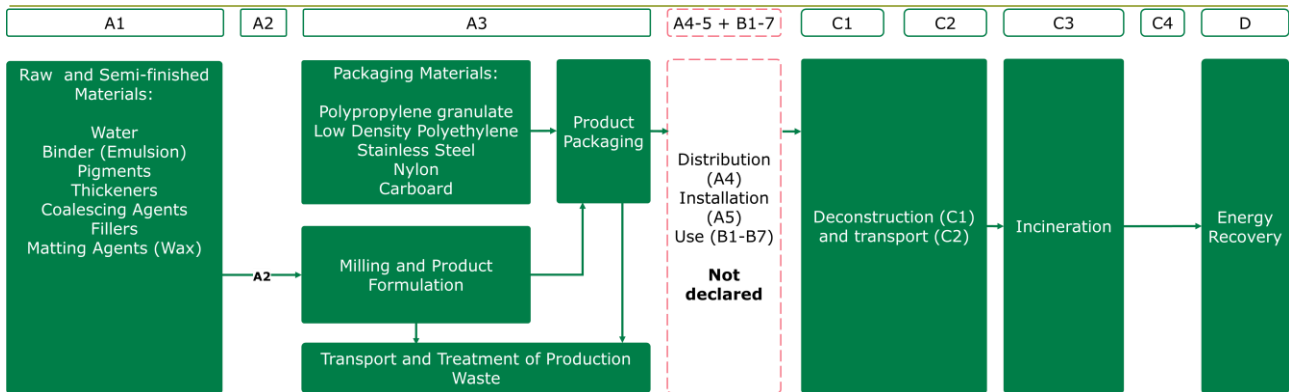 A1
A2
A3
A4-5 + B1-7
C1
C2
C3
C4
D
Raw and Semi-finished
Materials:
Water
Binder (Emulsion)
Pigments
Thickeners
Coalescing Agents
Fillers
Matting Agents (Wax)
A2
Packaging Materials:
Polypropylene granulate
Low Density Polyethylene
Stainless Steel
Nylon
Carboard
Product
Packaging
Milling and Product
Formulation
Transport and Treatment of Production
Waste
Distribution
(A4)
Installation
(A5)
Use (B1-B7)
Not
declared
Deconstruction (C1)
and transport (C2)
Incineration
Energy
Recovery